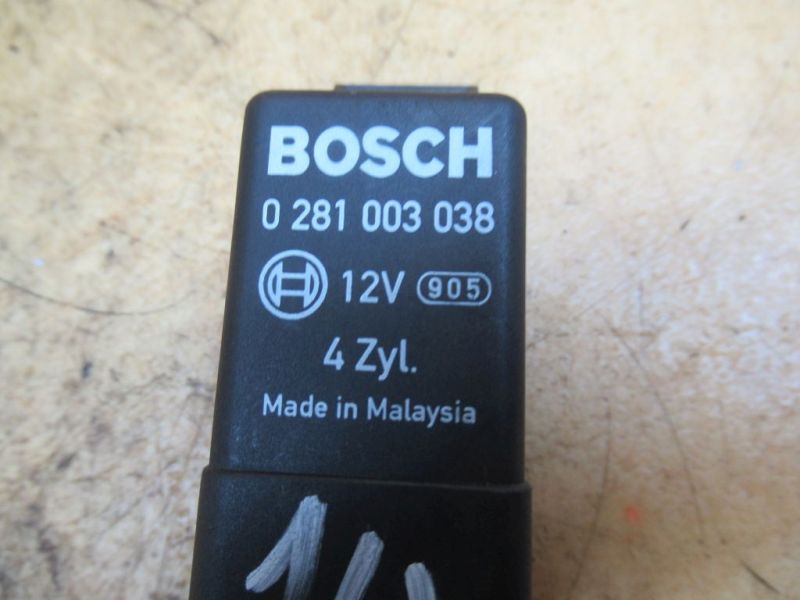 BOSCH
0 281 003 038
12V 905
4 Zyl.
Made in Malaysia